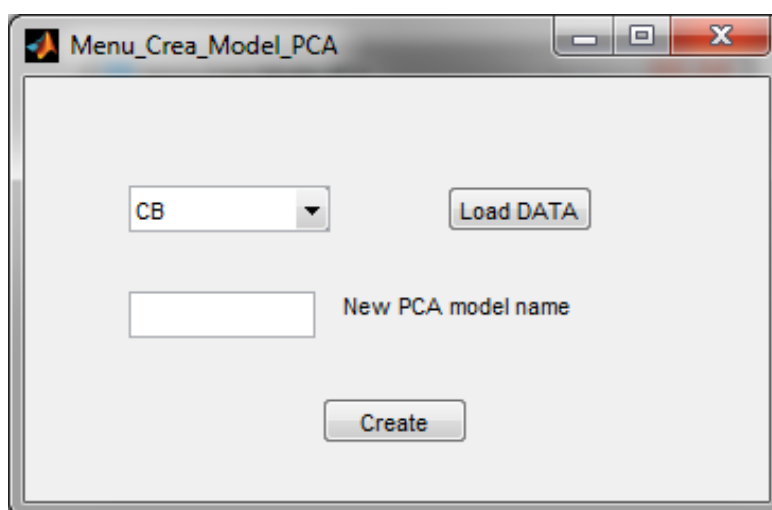 Menu_Crea_Model_PCA
CB
Load DATA
New PCA model name
Create